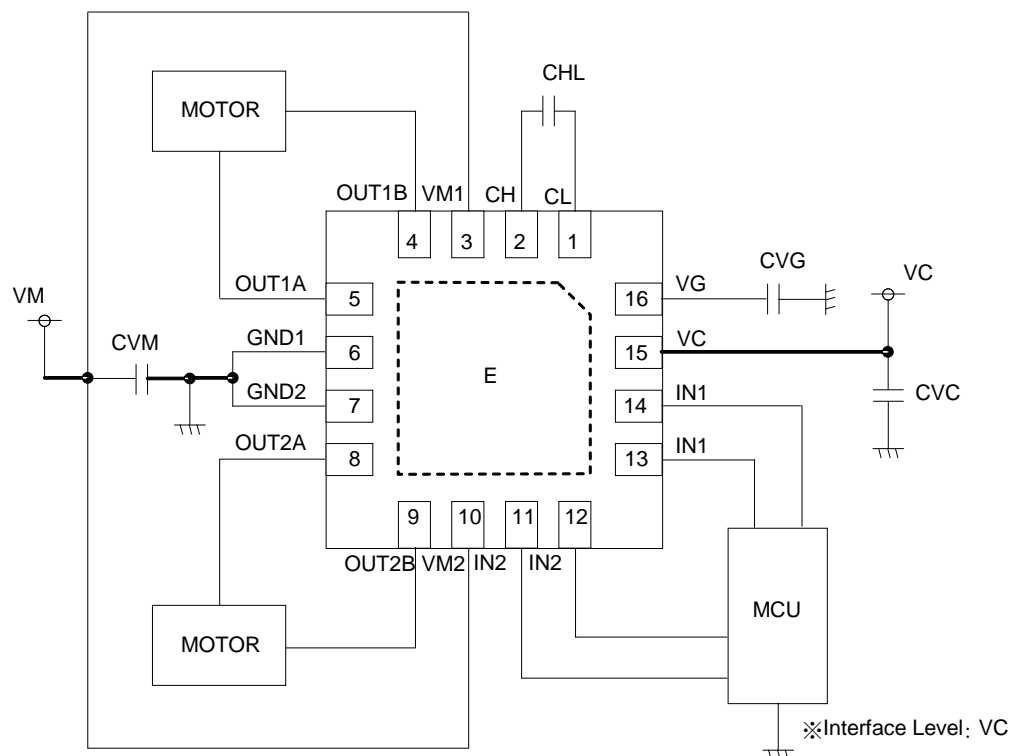 CHL
MOTOR
OUT1B VM1 CH CL
4 3 2 1
CVG
VC
VM
OUT1A 5
16 VG
CVM
GND1 6
15 VC
E
GND2 7
14 IN1
CVC
OUT2A 8
13 IN1
9 10 11 12
OUT2B VM2 IN2 IN2
MOTOR
MCU
※Interface Level: VC